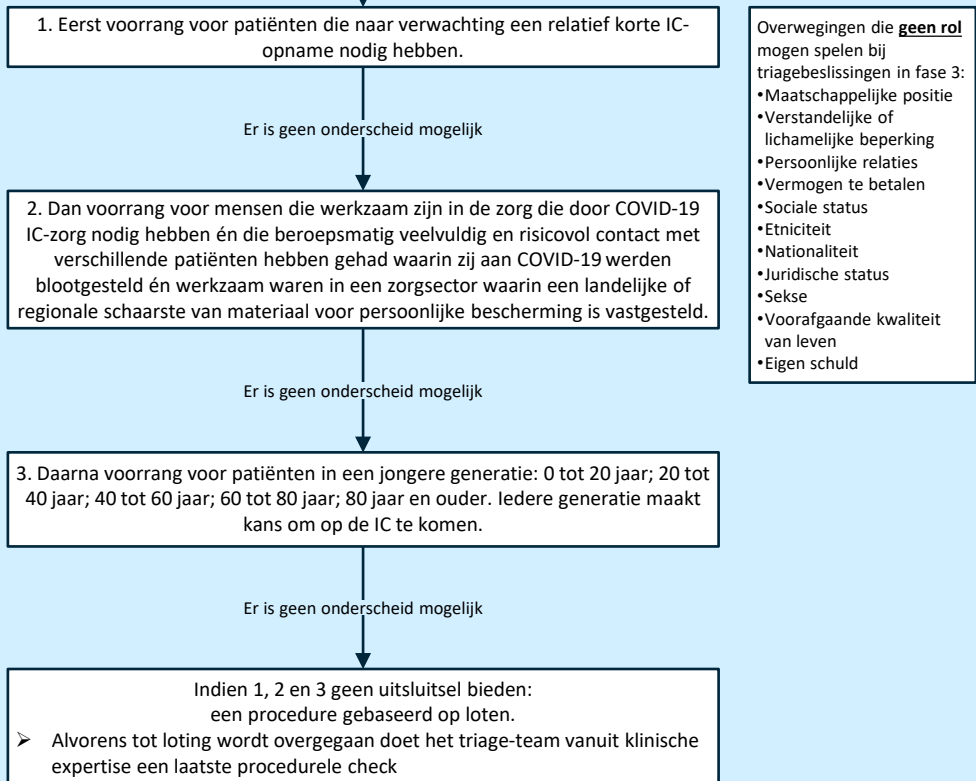 1. Eerst voorrang voor patiënten die naar verwachting een relatief korte IC-
opname nodig hebben.
Er is geen onderscheid mogelijk
2. Dan voorrang voor mensen die werkzaam zijn in de zorg die door COVID-19
IC-zorg nodig hebben én die beroepsmatig veelvuldig en risicovol contact met
verschillende patiënten hebben gehad waarin zij aan COVID-19 werden
blootgesteld én werkzaam waren in een zorgsector waarin een landelijke of
regionale schaarste van materiaal voor persoonlijke bescherming is vastgesteld.
Er is geen onderscheid mogelijk
3. Daarna voorrang voor patiënten in een jongere generatie: 0 tot 20 jaar; 20 tot
40 jaar; 40 tot 60 jaar; 60 tot 80 jaar; 80 jaar en ouder. Iedere generatie maakt
kans om op de IC te komen.
Er is geen onderscheid mogelijk
Indien 1, 2 en 3 geen uitsluitsel bieden:
een procedure gebaseerd op loten.
➢ Alvorens tot loting wordt overgegaan doet het triage-team vanuit klinische
expertise een laatste procedurele check
Overwegingen die geen rol
mogen spelen bij
triagebeslissingen in fase 3:
•Maatschappelijke positie
•Verstandelijke of
lichamelijke beperking
•Persoonlijke relaties
•Vermogen te betalen
•Sociale status
•Etniciteit
•Nationaliteit
•Juridische status
•Sekse
•Voorafgaande kwaliteit
van leven
•Eigen schuld